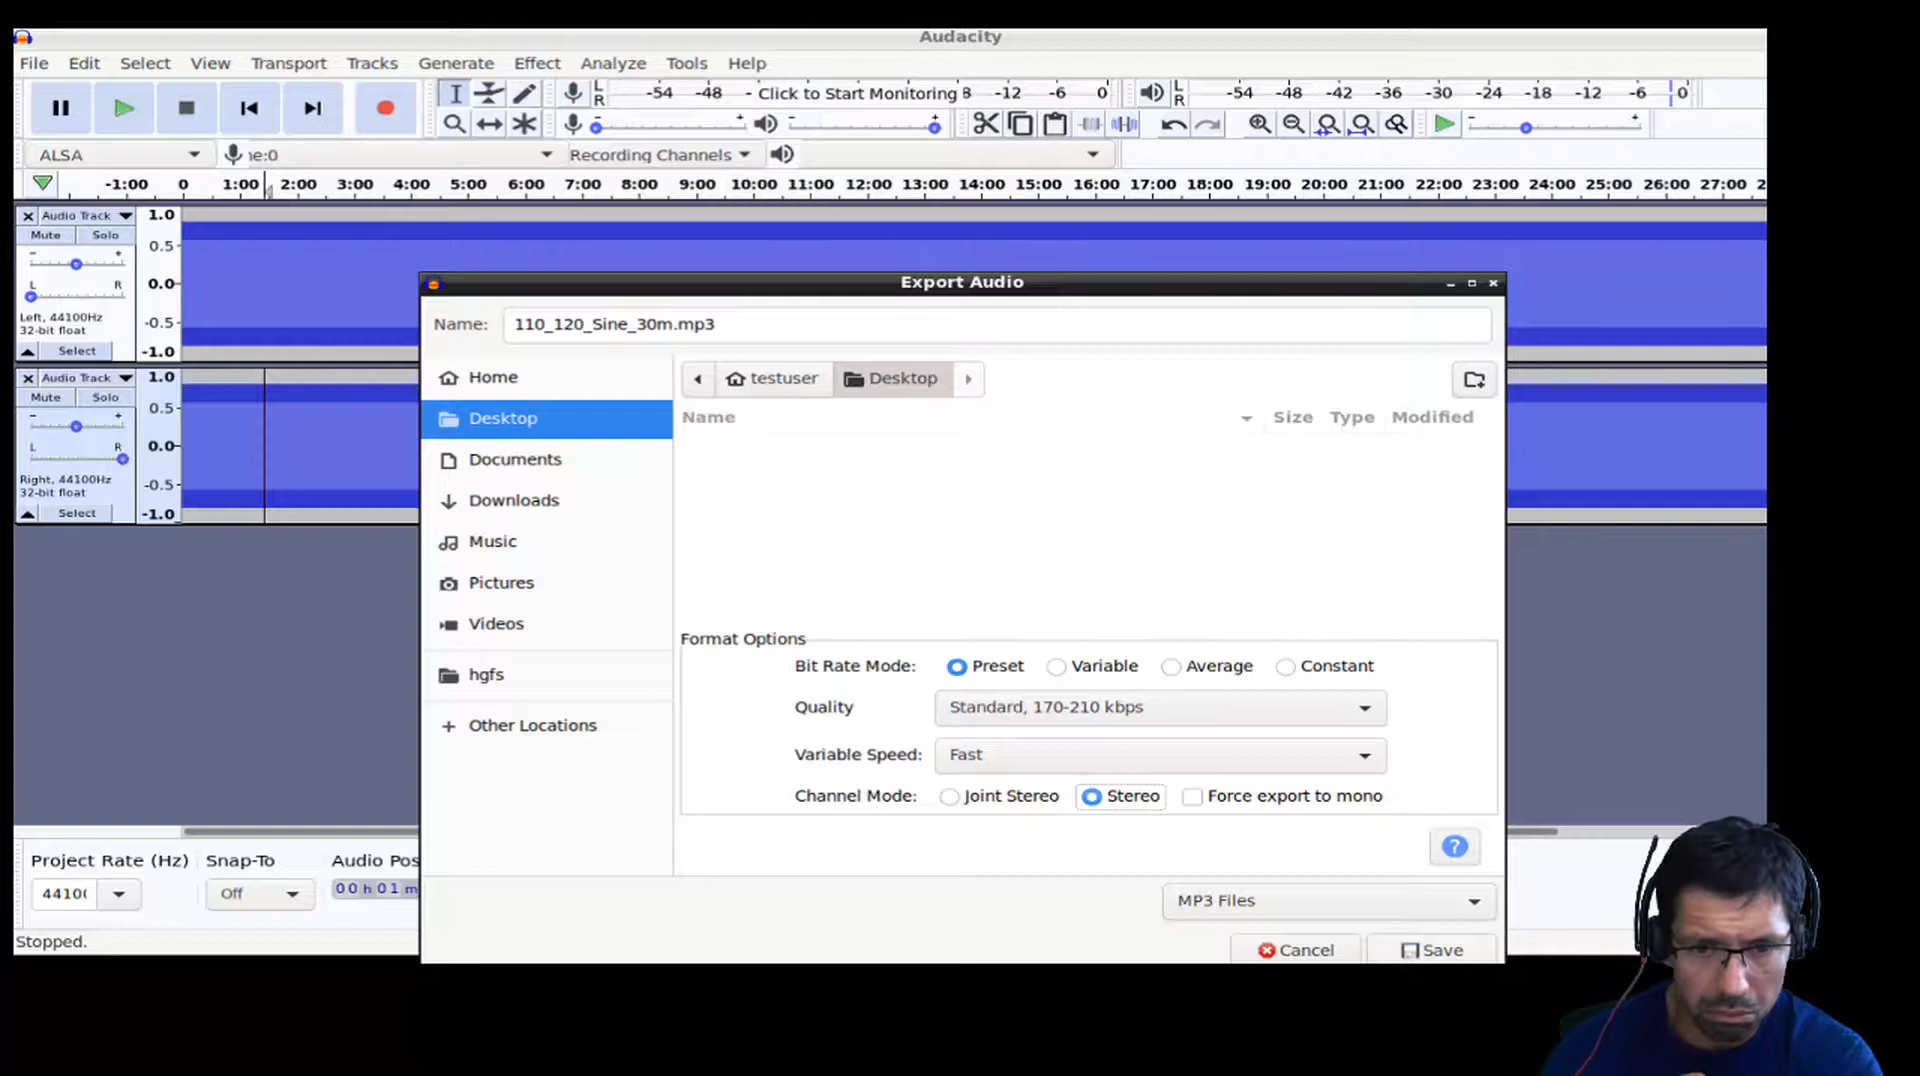 Audacity
File Edit Select View Transport Tracks Generate Effect Analyze Tools Help
L R -54 -48 - Click to Start Monitoring 8 -12 -6 0 L R -54 -48 -42 -36 -30 -24 -18 -12 -6 0
- + - + - +
ALSA ne:0 Recording Channels
-1:00 0 1:00 2:00 3:00 4:00 5:00 6:00 7:00 8:00 9:00 10:00 11:00 12:00 13:00 14:00 15:00 16:00 17:00 18:00 19:00 20:00 21:00 22:00 23:00 24:00 25:00 26:00 27:00 2
Audio Track 1.0
Mute Solo 0.5
- +
L R 0.0
Left, 44100Hz -0.5
32-bit float
Select -1.0
Audio Track 1.0
Mute Solo 0.5
- +
L R 0.0
Right, 44100Hz -0.5
32-bit float
Select -1.0
Export Audio
Name: 110_120_Sine_30m.mp3
Home
Desktop
Documents
Downloads
Music
Pictures
Videos
hgfs
Other Locations
testuser Desktop
Name Size Type Modified
Format Options
Bit Rate Mode: Preset Variable Average Constant
Quality Standard, 170-210 kbps
Variable Speed: Fast
Channel Mode: Joint Stereo Stereo Force export to mono
?
MP3 Files
Cancel Save
Project Rate (Hz) Snap-To Audio Pos
4410( Off 00 h 01 m
Stopped.